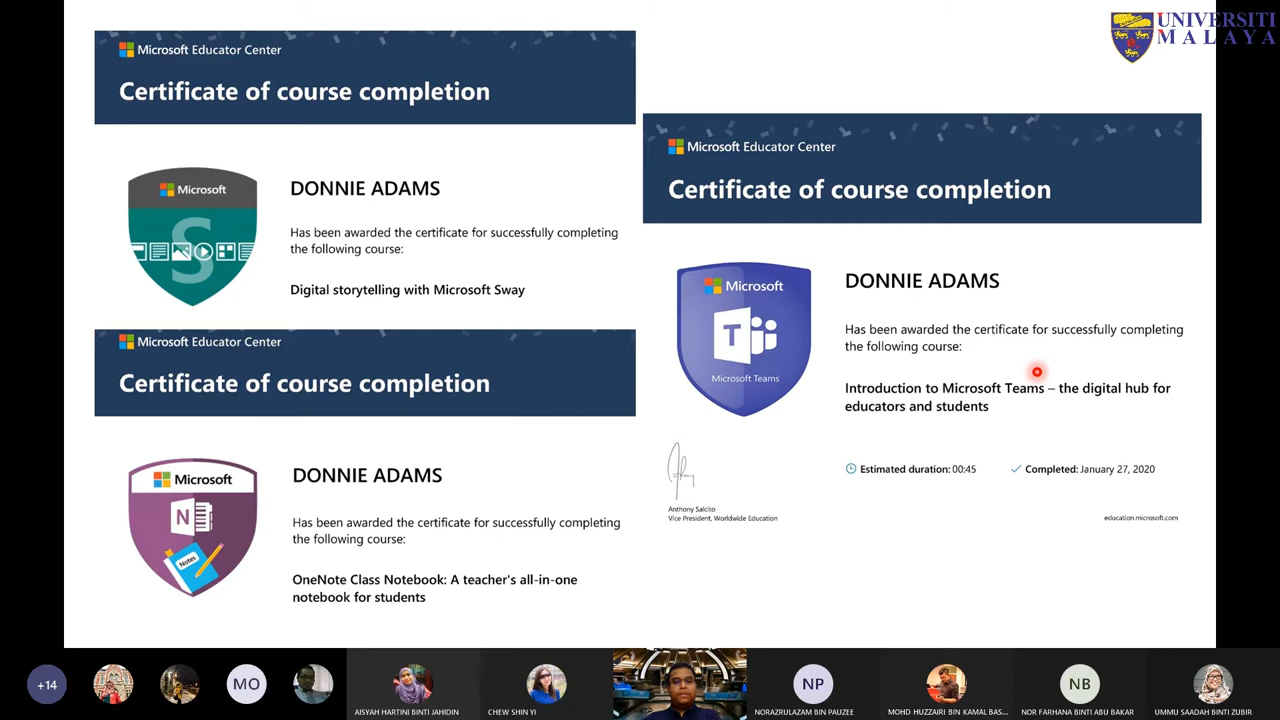 UNIVERSITI
MALAYA
Microsoft Educator Center
Certificate of course completion
Microsoft
S
DONNIE ADAMS
Has been awarded the certificate for successfully completing
the following course:
Digital storytelling with Microsoft Sway
Microsoft Educator Center
Certificate of course completion
Microsoft
N
Notes
DONNIE ADAMS
Has been awarded the certificate for successfully completing
the following course:
OneNote Class Notebook: A teacher's all-in-one
notebook for students
Microsoft Educator Center
Certificate of course completion
Microsoft
T
Microsoft Teams
DONNIE ADAMS
Has been awarded the certificate for successfully completing
the following course:
Introduction to Microsoft Teams – the digital hub for
educators and students
Estimated duration: 00:45
Completed: January 27, 2020
Anthony Salcito
Vice President, Worldwide Education
education.microsoft.com
+14
MO
AISYAH HARTINI BINTI JAHIDIN
CHEW SHIN YI
NP
NORAZRULAZAM BIN PAUZEE
MOHD HUZZAIRI BIN KAMAL BAS...
NB
NOR FARHANA BINTI ABU BAKAR
UMMU SAADAH BINTI ZUBIR